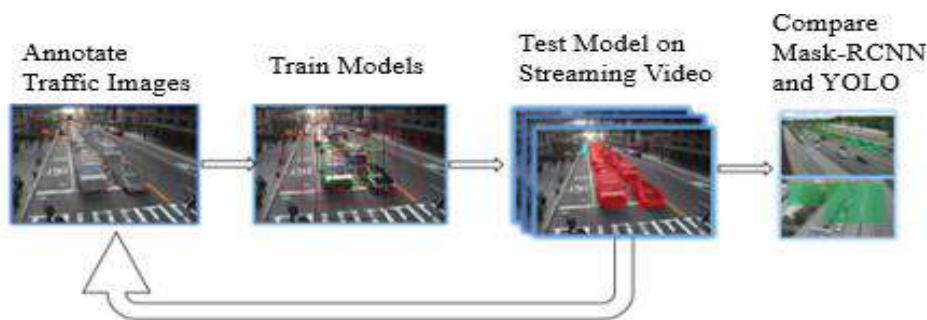 Annotate
Traffic Images
Train Models
Test Model on
Streaming Video
Compare
Mask-RCNN
and YOLO